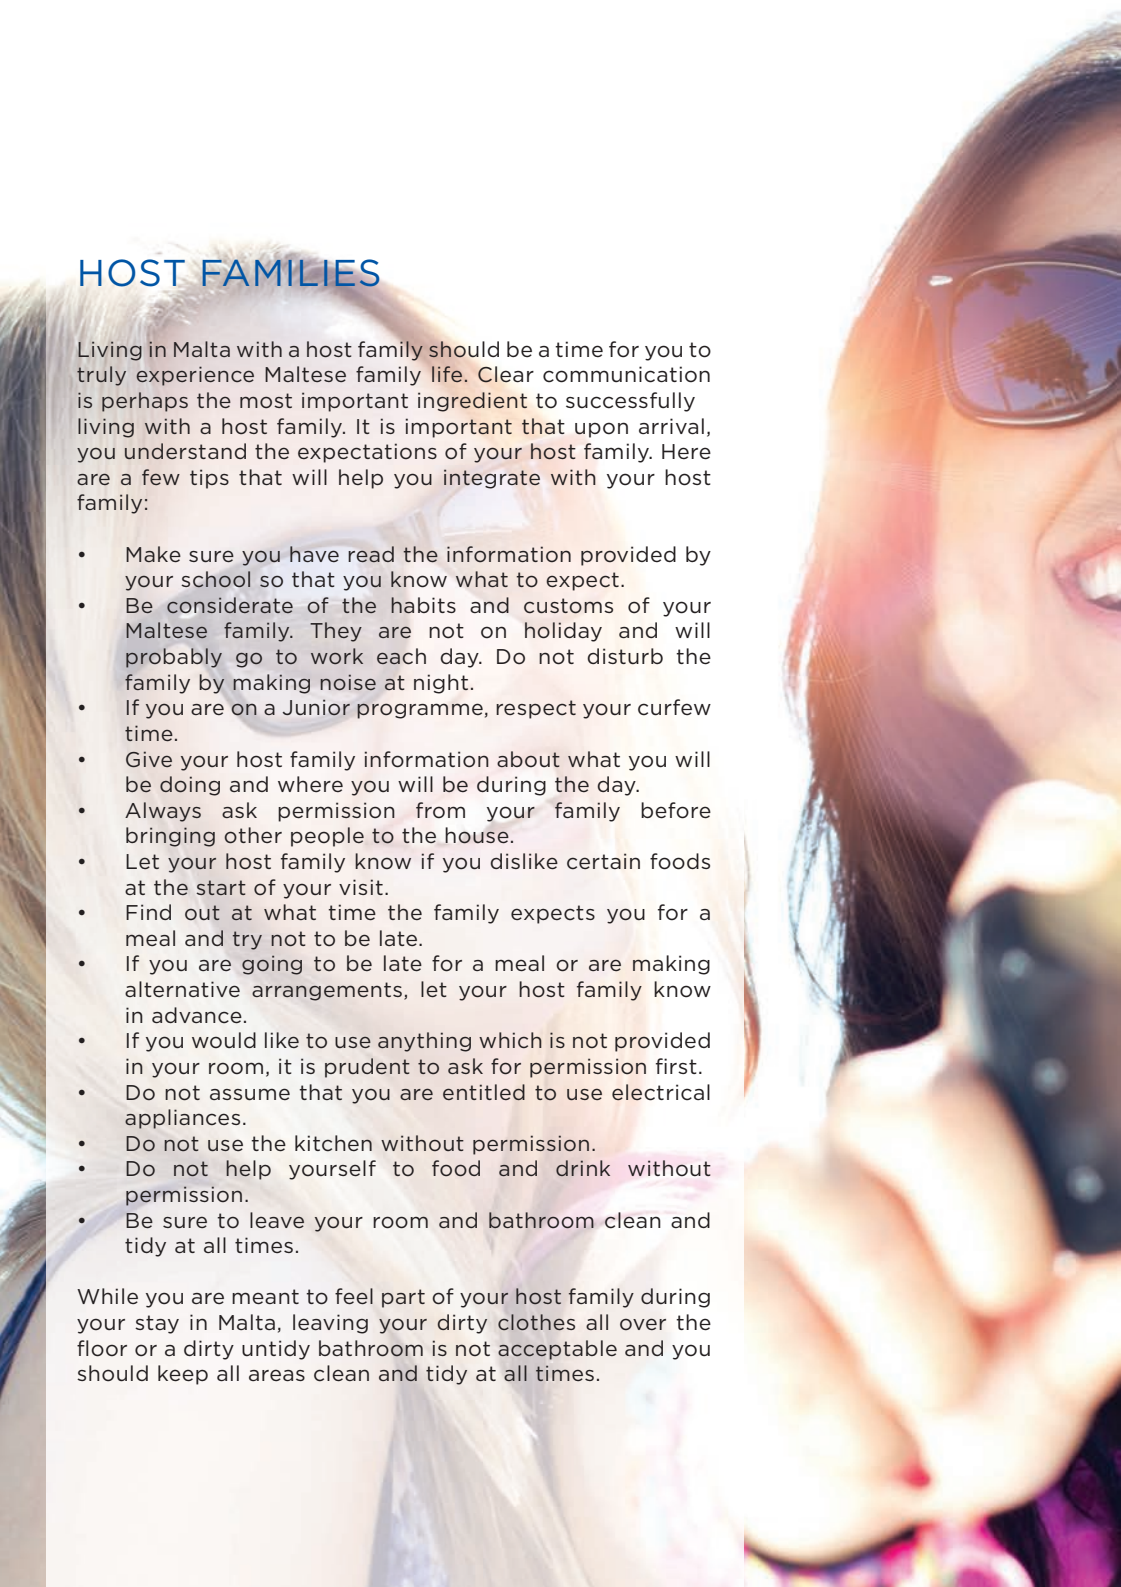 HOST FAMILIES
Living in Malta with a host family should be a time for you to
truly experience Maltese family life. Clear communication
is perhaps the most important ingredient to successfully
living with a host family. It is important that upon arrival,
you understand the expectations of your host family. Here
are a few tips that will help you integrate with your host
family:
• Make sure you have read the information provided by
your school so that you know what to expect.
• Be considerate of the habits and customs of your
Maltese family. They are not on holiday and will
probably go to work each day. Do not disturb the
family by making noise at night.
• If you are on a Junior programme, respect your curfew
time.
• Give your host family information about what you will
be doing and where you will be during the day.
• Always ask permission from your family before
bringing other people to the house.
• Let your host family know if you dislike certain foods
at the start of your visit.
• Find out at what time the family expects you for a
meal and try not to be late.
• If you are going to be late for a meal or are making
alternative arrangements, let your host family know
in advance.
• If you would like to use anything which is not provided
in your room, it is prudent to ask for permission first.
• Do not assume that you are entitled to use electrical
appliances.
• Do not use the kitchen without permission.
• Do not help yourself to food and drink without
permission.
• Be sure to leave your room and bathroom clean and
tidy at all times.
While you are meant to feel part of your host family during
your stay in Malta, leaving your dirty clothes all over the
floor or a dirty untidy bathroom is not acceptable and you
should keep all areas clean and tidy at all times.